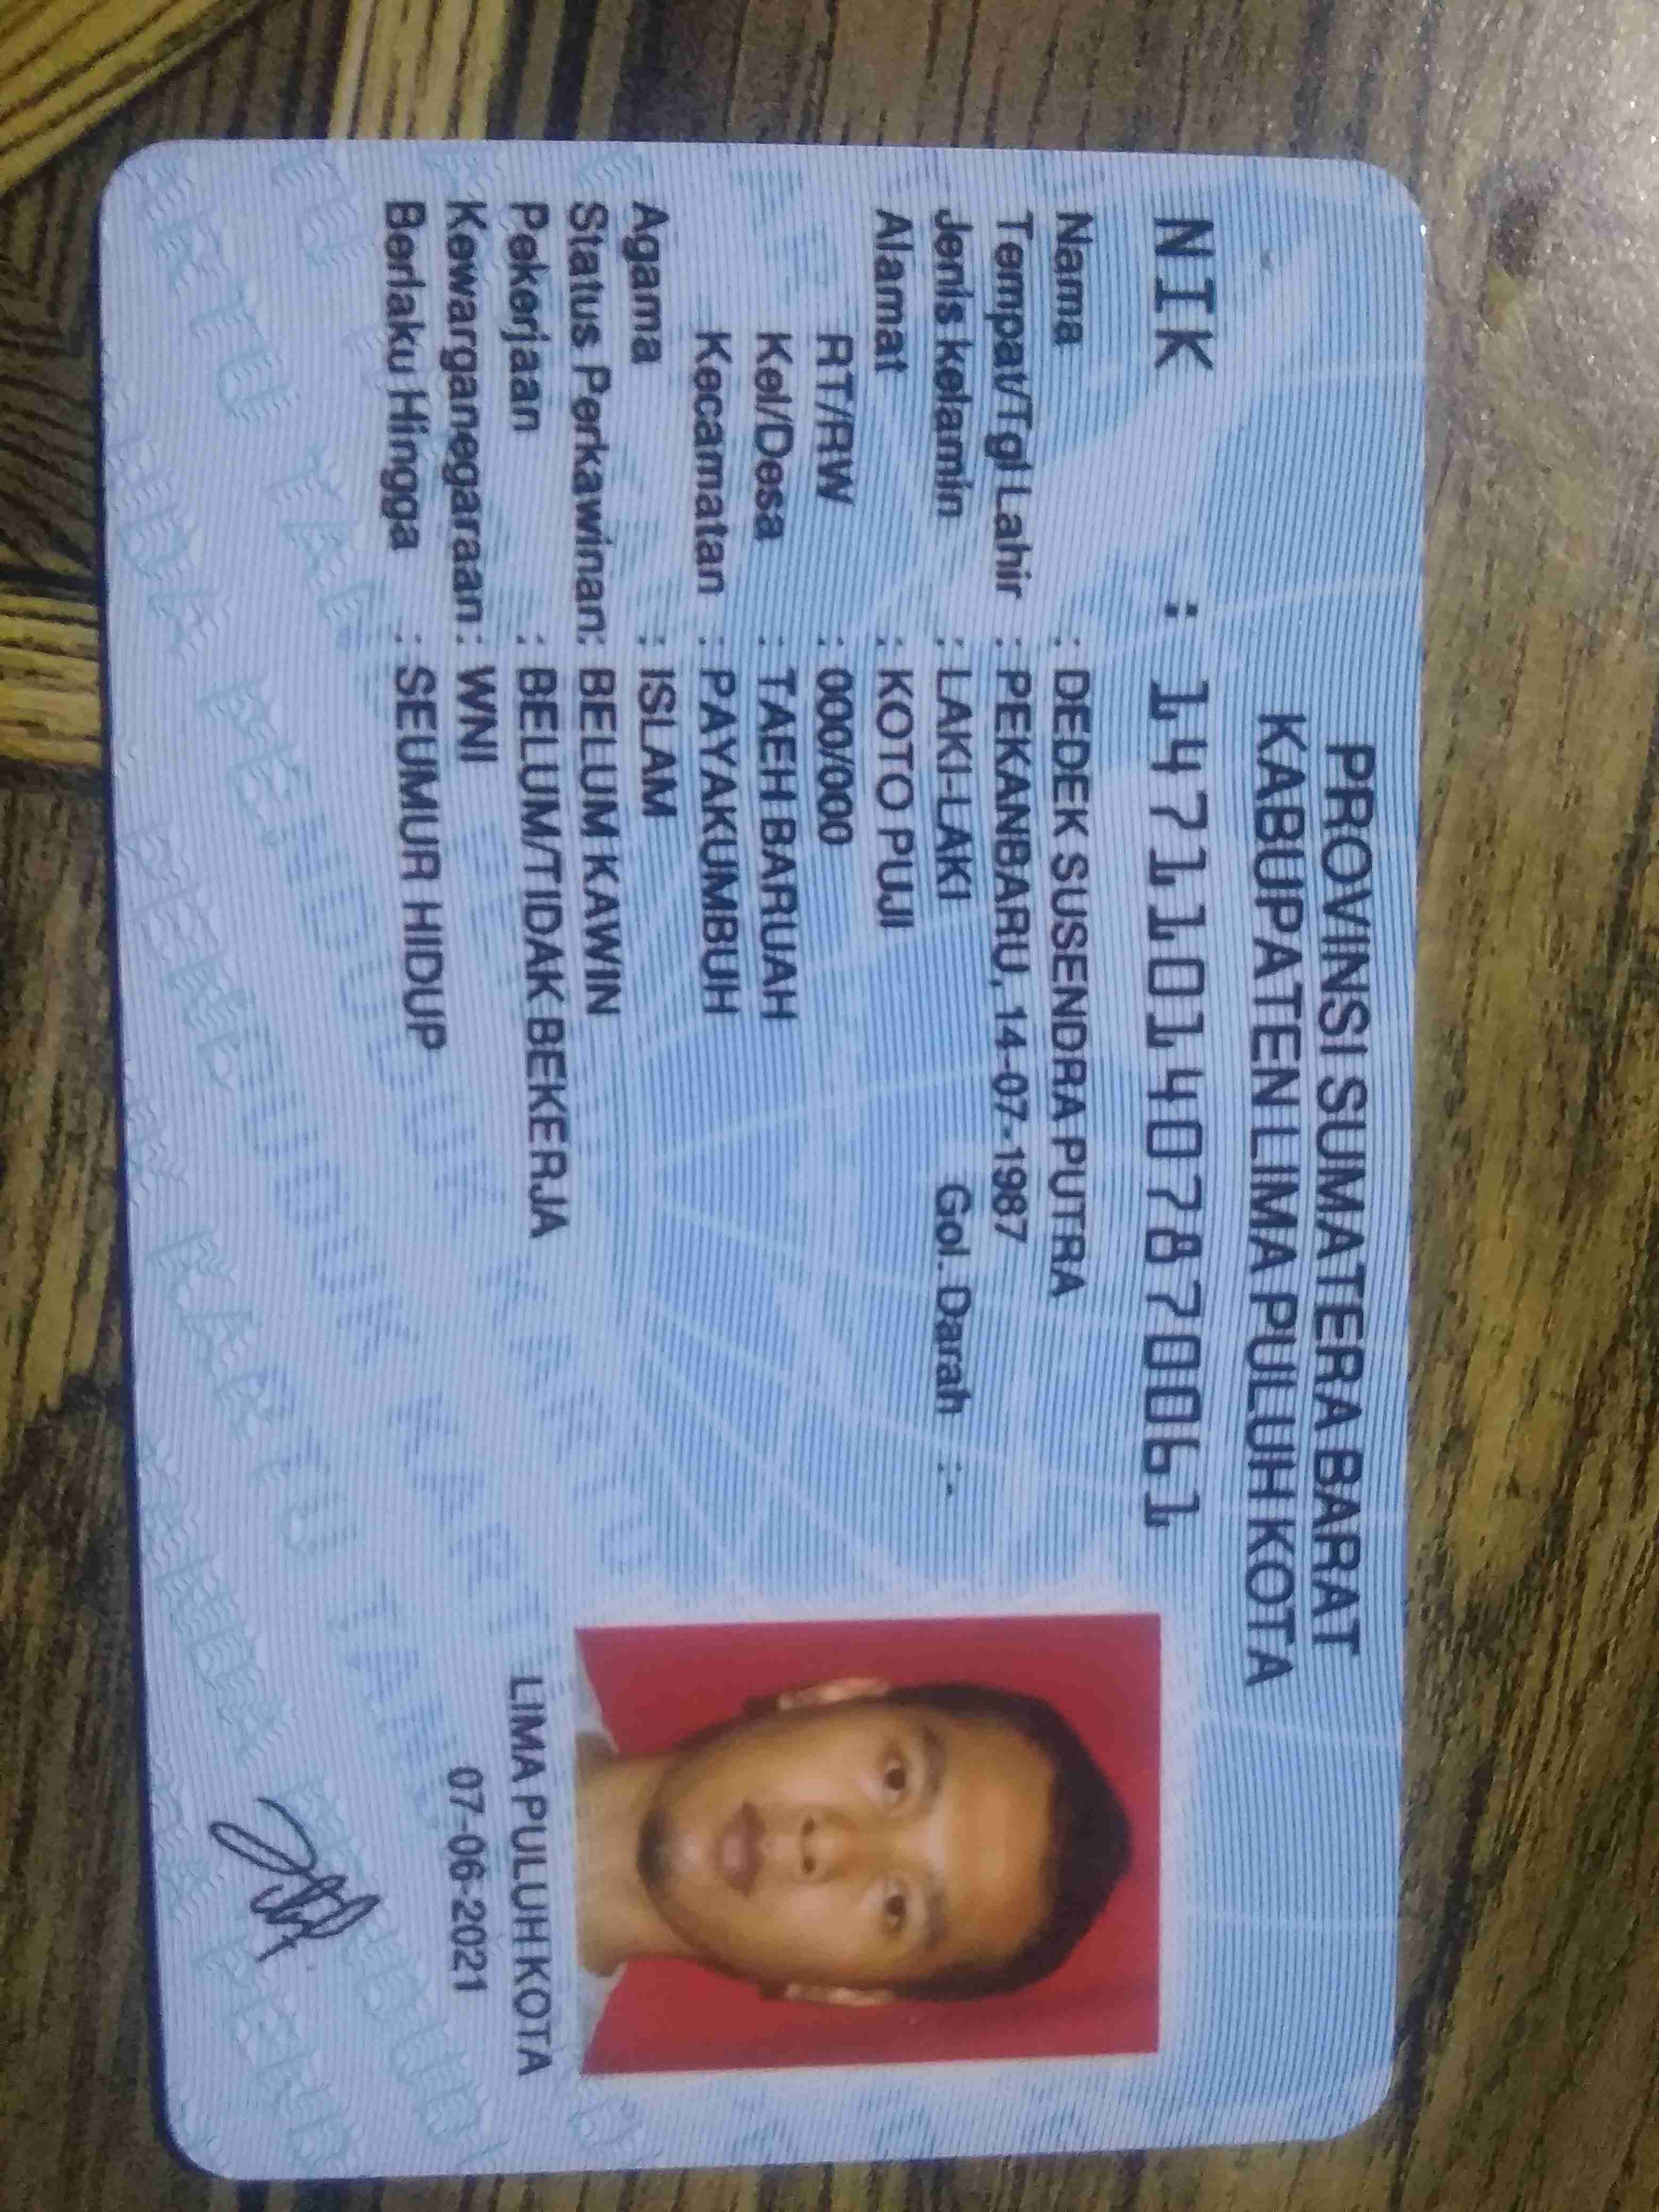 PROVINSI SUMATERA BARAT
KABUPATEN LIMA PULUH KOTA
NIK : 1471101407870061
Nama : DEDEK SUSENDRA PUTRA
Tempat/Tgl Lahir : PEKANBARU, 14-07-1987
Jenis kelamin : LAKI-LAKI Gol. Darah :-
Alamat : KOTO PUJI
RT/RW : 000/000
Kel/Desa : TAEH BARUAH
Kecamatan : PAYAKUMBUH
Agama : ISLAM
Status Perkawinan: BELUM KAWIN
Pekerjaan : BELUM/TIDAK BEKERJA
Kewarganegaraan: WNI
Berlaku Hingga : SEUMUR HIDUP
LIMA PULUH KOTA
07-06-2021